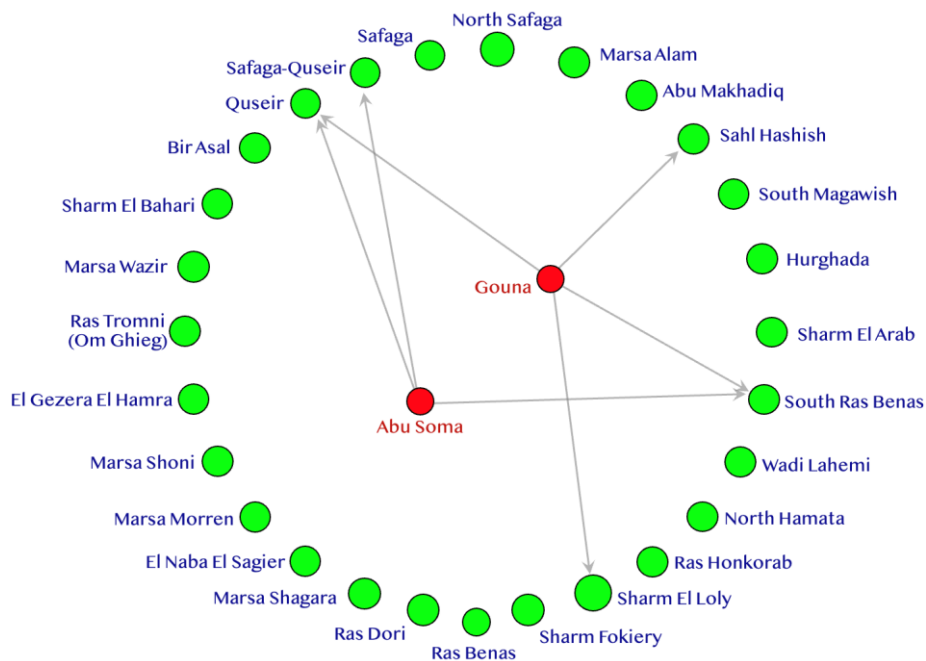 North Safaga
Safaga
Marsa Alam
Safaga-Quseir
Abu Makhadiq
Quseir
Sahl Hashish
Bir Asal
South Magawish
Sharm El Bahari
Hurghada
Marsa Wazir
Gouna
Ras Tromni
(Om Ghieg)
Sharm El Arab
El Gezera El Hamra
South Ras Benas
Abu Soma
Marsa Shoni
Wadi Lahemi
Marsa Morren
North Hamata
El Naba El Sagier
Ras Honkorab
Marsa Shagara
Sharm El Loly
Ras Dori
Sharm Fokiery
Ras Benas